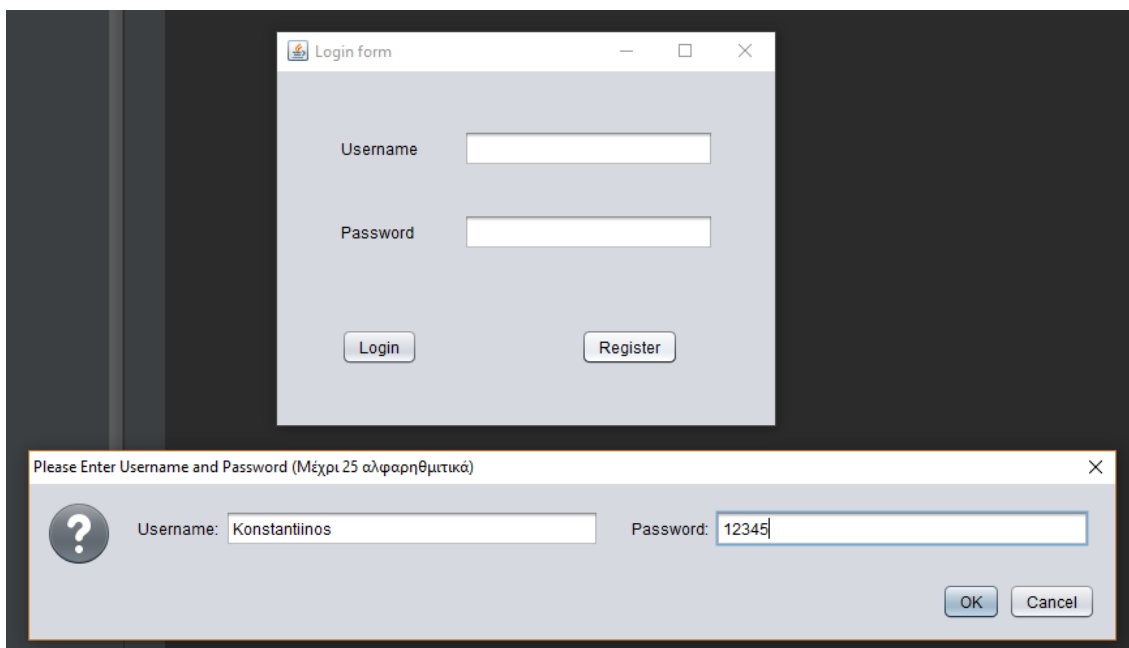 Login form
Username
Password
Login Register
Please Enter Username and Password (Μέχρι 25 αλφαρηθμιτικά)
Username: Konstantiinos Password: 12345
OK Cancel